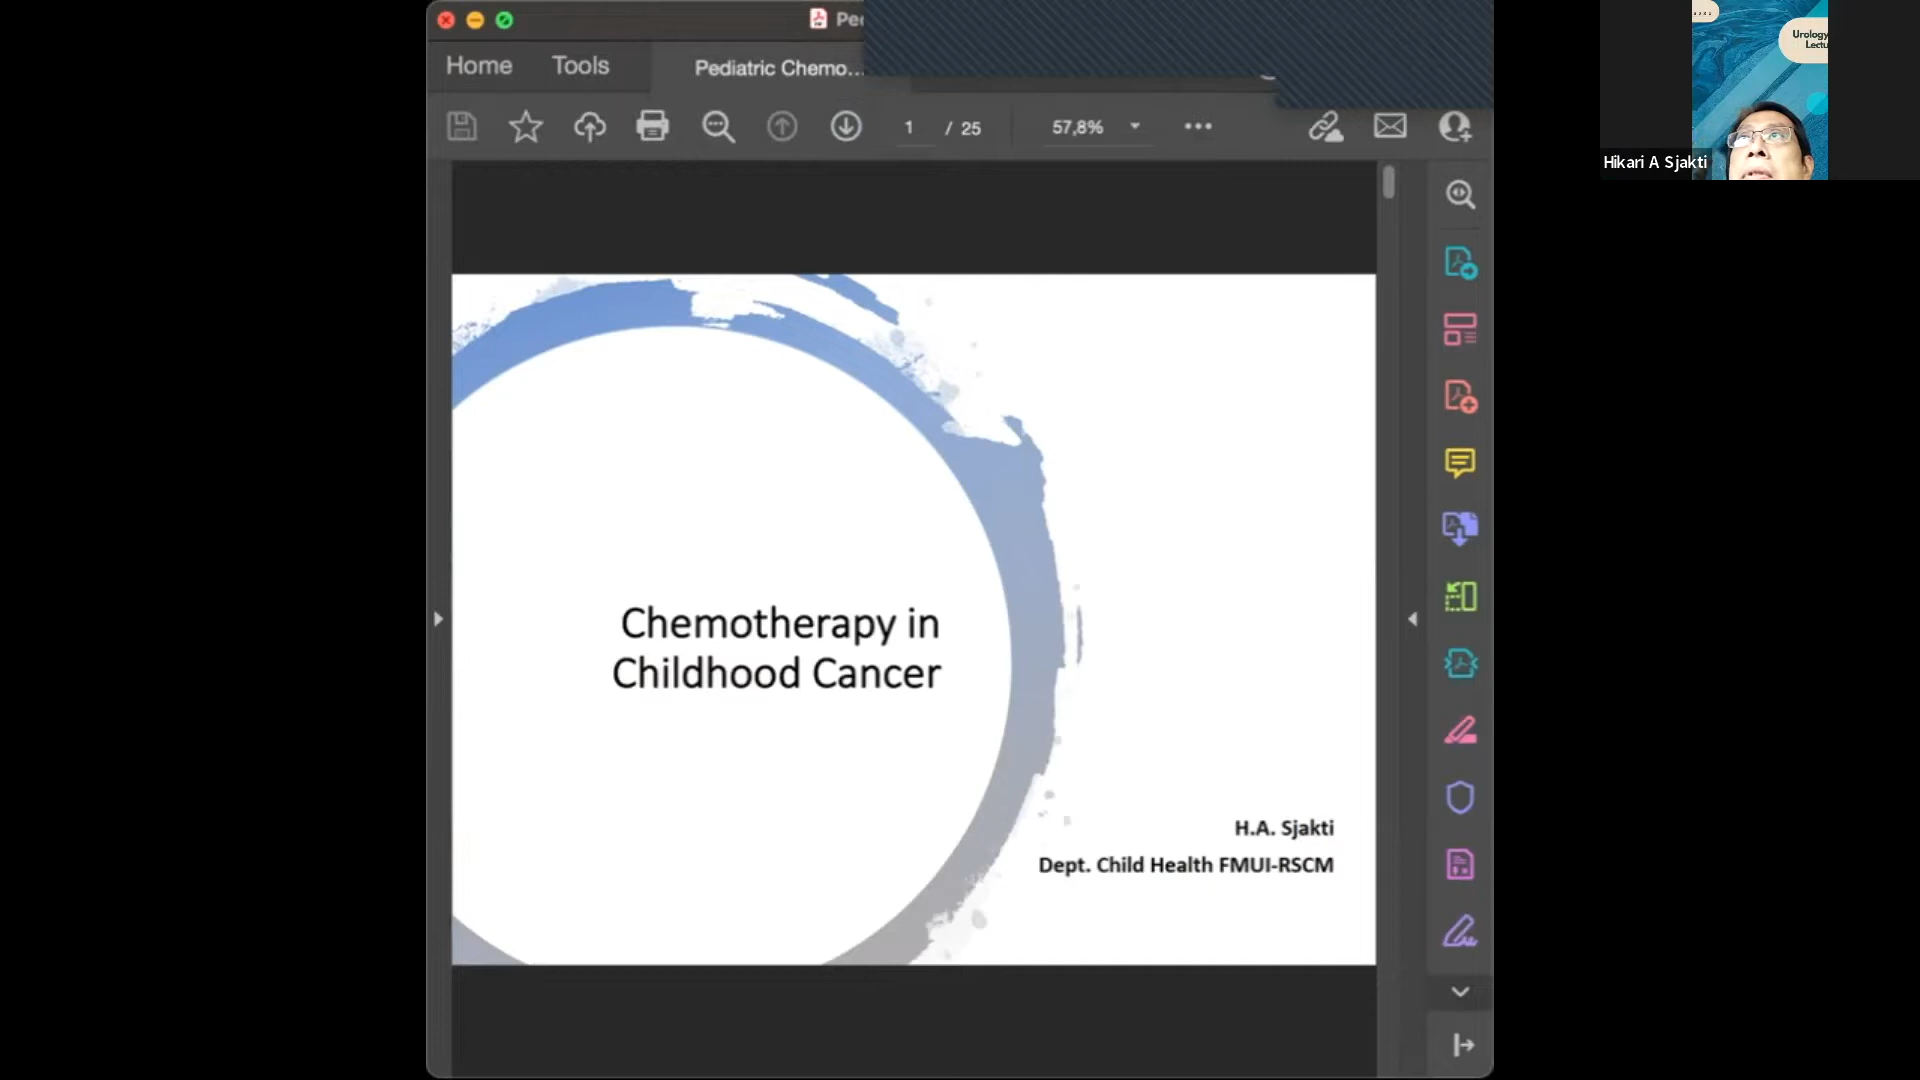 Home
Tools
Pediatric Chemo...
1 / 25
57,8%
Chemotherapy in
Childhood Cancer
H.A. Sjakti
Dept. Child Health FMUI-RSCM
Urology
Hikari A Sjakti